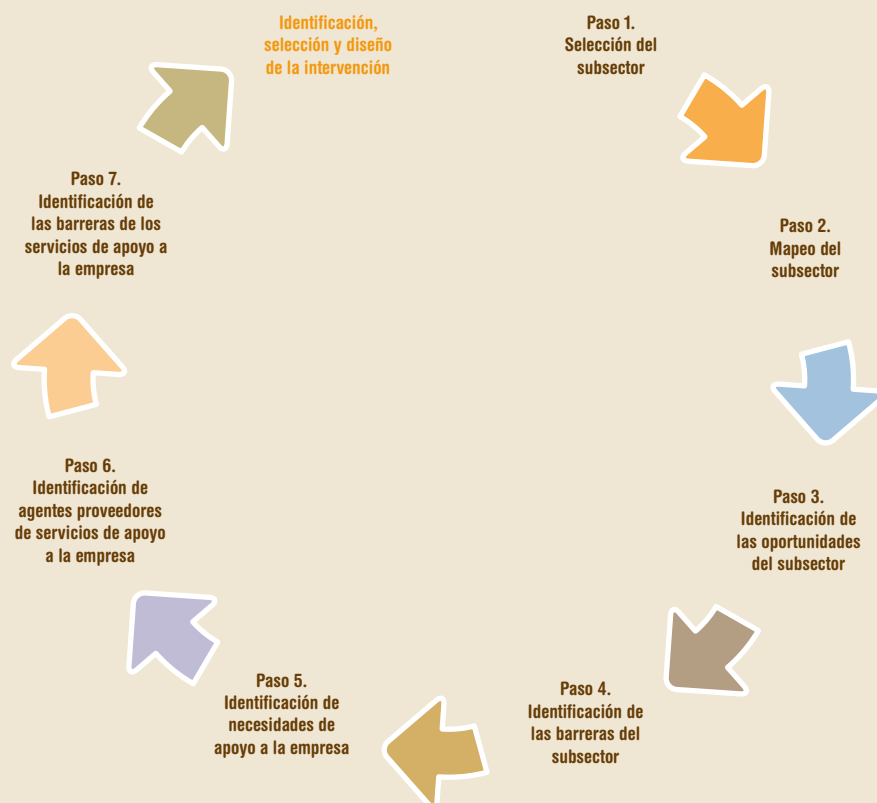 Identificación,
selección y diseño
de la intervención
Paso 1.
Selección del
subsector
Paso 2.
Mapeo del
subsector
Paso 3.
Identificación de
las oportunidades
del subsector
Paso 4.
Identificación de
las barreras del
subsector
Paso 5.
Identificación de
necesidades de
apoyo a la empresa
Paso 6.
Identificación de
agentes proveedores
de servicios de apoyo
a la empresa
Paso 7.
Identificación de
las barreras de los
servicios de apoyo a
la empresa